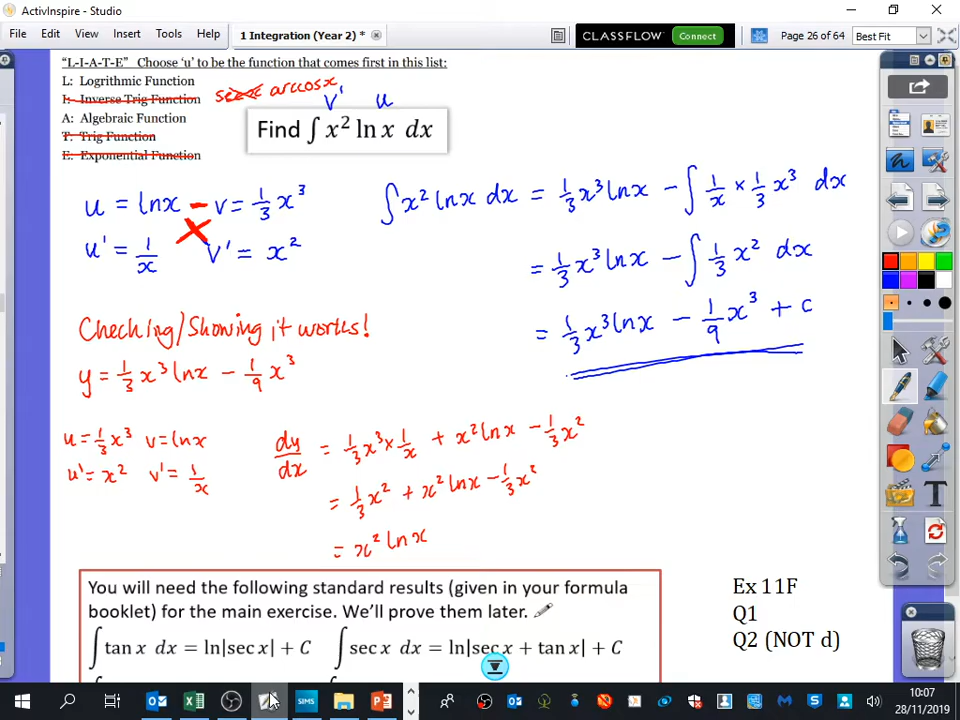 ActivInspire - Studio
File Edit View Insert Tools Help
1 Integration (Year 2) *
CLASSFLOW Connect
Page 26 of 64
Best Fit
"L-I-A-T-E" Choose 'u' to be the function that comes first in this list:
L: Logrithmic Function
I: Inverse Trig Function
A: Algebraic Function
T: Trig Function
E: Exponential Function
arccosx
v' u
Find ∫ x² ln x dx
u = lnx v = 1/3 x³
u' = 1/x v' = x²
∫x² lnx dx = 1/3 x³ lnx - ∫ 1/x × 1/3 x³ dx
= 1/3 x³ lnx - ∫ 1/3 x² dx
= 1/3 x³ lnx - 1/9 x³ + c
Checking/Showing it works!
y = 1/3 x³ lnx - 1/9 x³
u = 1/3 x³ v = lnx
u' = x² v' = 1/x
dy/dx = 1/3 x³ × 1/x + x² lnx - 1/3 x²
= 1/3 x² + x² lnx - 1/3 x²
= x² lnx
You will need the following standard results (given in your formula
booklet) for the main exercise. We'll prove them later.
∫ tan x dx = ln|sec x| + C ∫ sec x dx = ln|sec x + tan x| + C
Ex 11F
Q1
Q2 (NOT d)
SIMS
10:07
28/11/2019